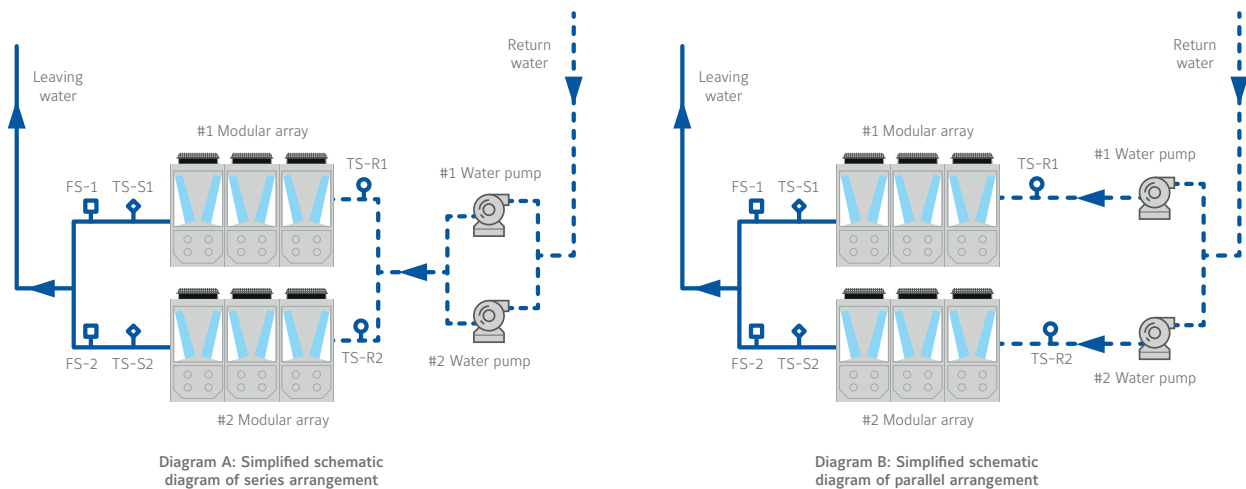 Return
water
Leaving
water
#1 Modular array
TS-R1
#1 Water pump
FS-1
TS-S1
FS-2
TS-S2
TS-R2
#2 Water pump
#2 Modular array
Diagram A: Simplified schematic
diagram of series arrangement
Return
water
Leaving
water
#1 Modular array
TS-R1
#1 Water pump
FS-1
TS-S1
FS-2
TS-S2
TS-R2
#2 Water pump
#2 Modular array
Diagram B: Simplified schematic
diagram of parallel arrangement